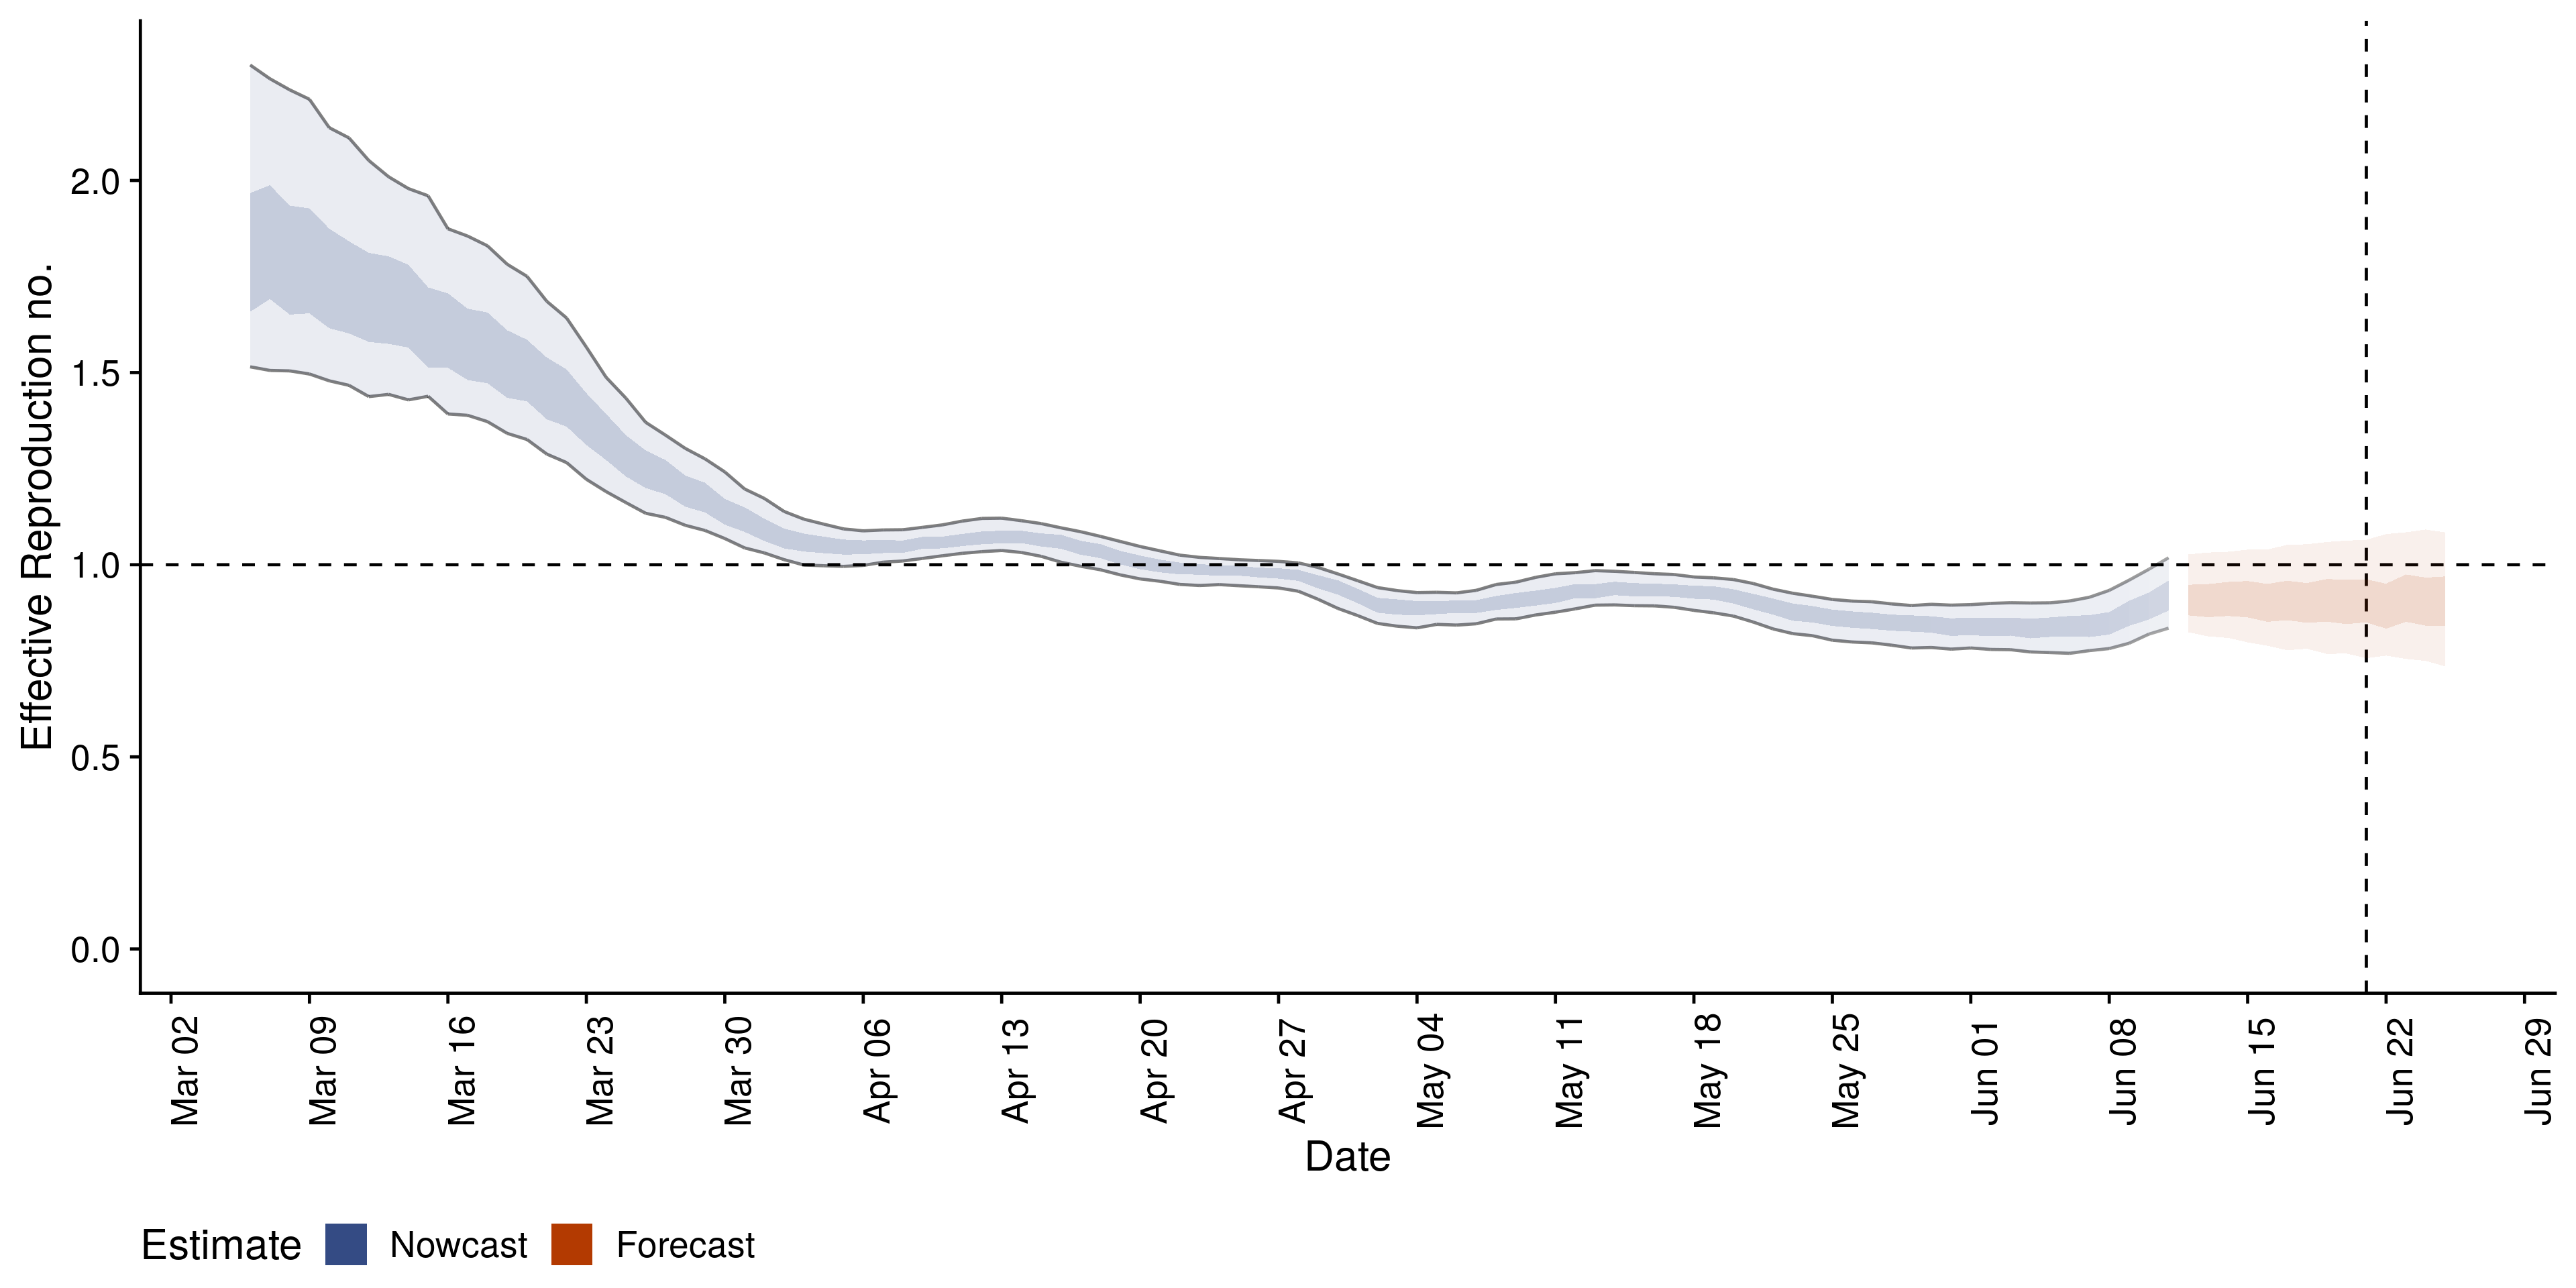 Effective Reproduction no.
2.0
1.5
1.0
0.5
0.0
Mar 02
Mar 09
Mar 16
Mar 23
Mar 30
Apr 06
Apr 13
Apr 20
Apr 27
May 04
May 11
May 18
May 25
Jun 01
Jun 08
Jun 15
Jun 22
Jun 29
Date
Estimate Nowcast Forecast